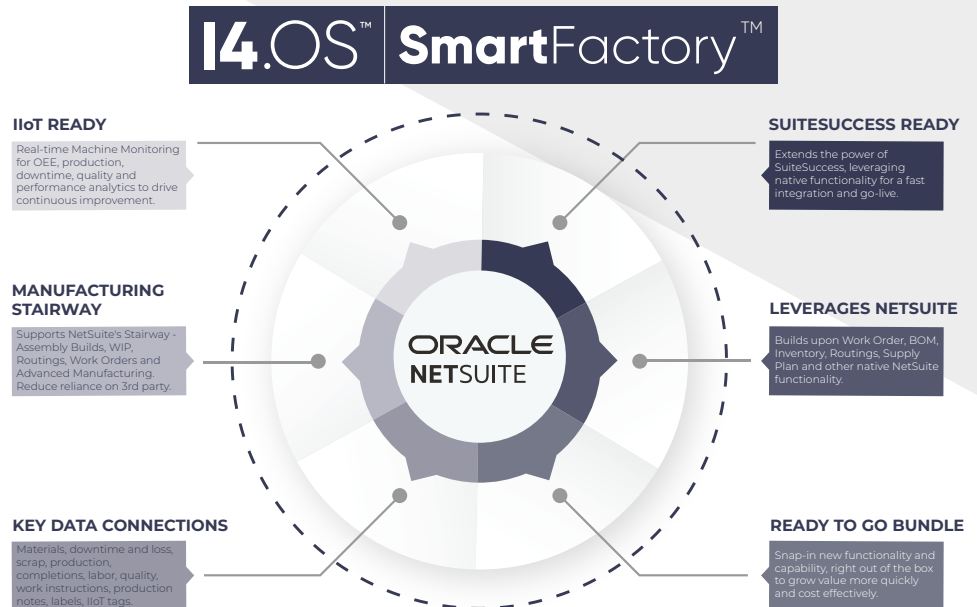 I4.OS™ SmartFactory™
IIoT READY
Real-time Machine Monitoring
for OEE, production,
downtime, quality and
performance analytics to drive
continuous improvement.
MANUFACTURING
STAIRWAY
Supports NetSuite's Stairway -
Assembly Builds, WIP,
Routings, Work Orders and
Advanced Manufacturing.
Reduce reliance on 3rd party.
KEY DATA CONNECTIONS
Materials, downtime and loss,
scrap, production,
completions, labor, quality,
work instructions, production
notes, labels, IIoT tags.
ORACLE
NETSUITE
SUITESUCCESS READY
Extends the power of
SuiteSuccess, leveraging
native functionality for a fast
integration and go-live.
LEVERAGES NETSUITE
Builds upon Work Order, BOM,
Inventory, Routings, Supply
Plan and other native NetSuite
functionality.
READY TO GO BUNDLE
Snap-in new functionality and
capability, right out of the box
to grow value more quickly
and cost effectively.